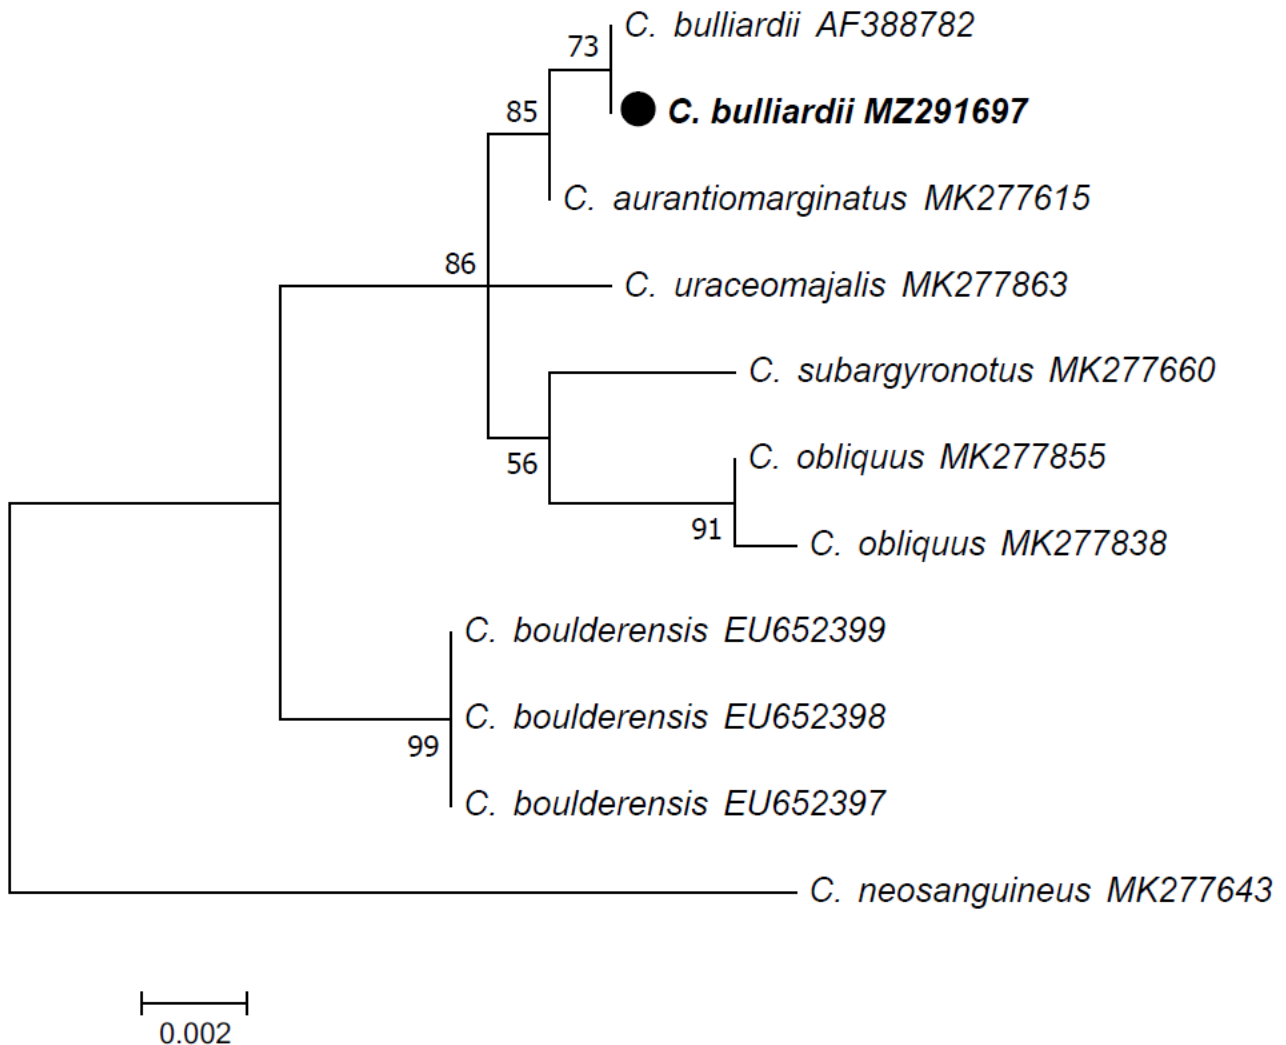 C. bulliardii AF388782
73
C. bulliardii MZ291697
85
C. aurantiomarginatus MK277615
86
C. uraceomajalis MK277863
C. subargyronotus MK277660
56
C. obliquus MK277855
91
C. obliquus MK277838
C. boulderensis EU652399
C. boulderensis EU652398
99
C. boulderensis EU652397
C. neosanguineus MK277643
0.002